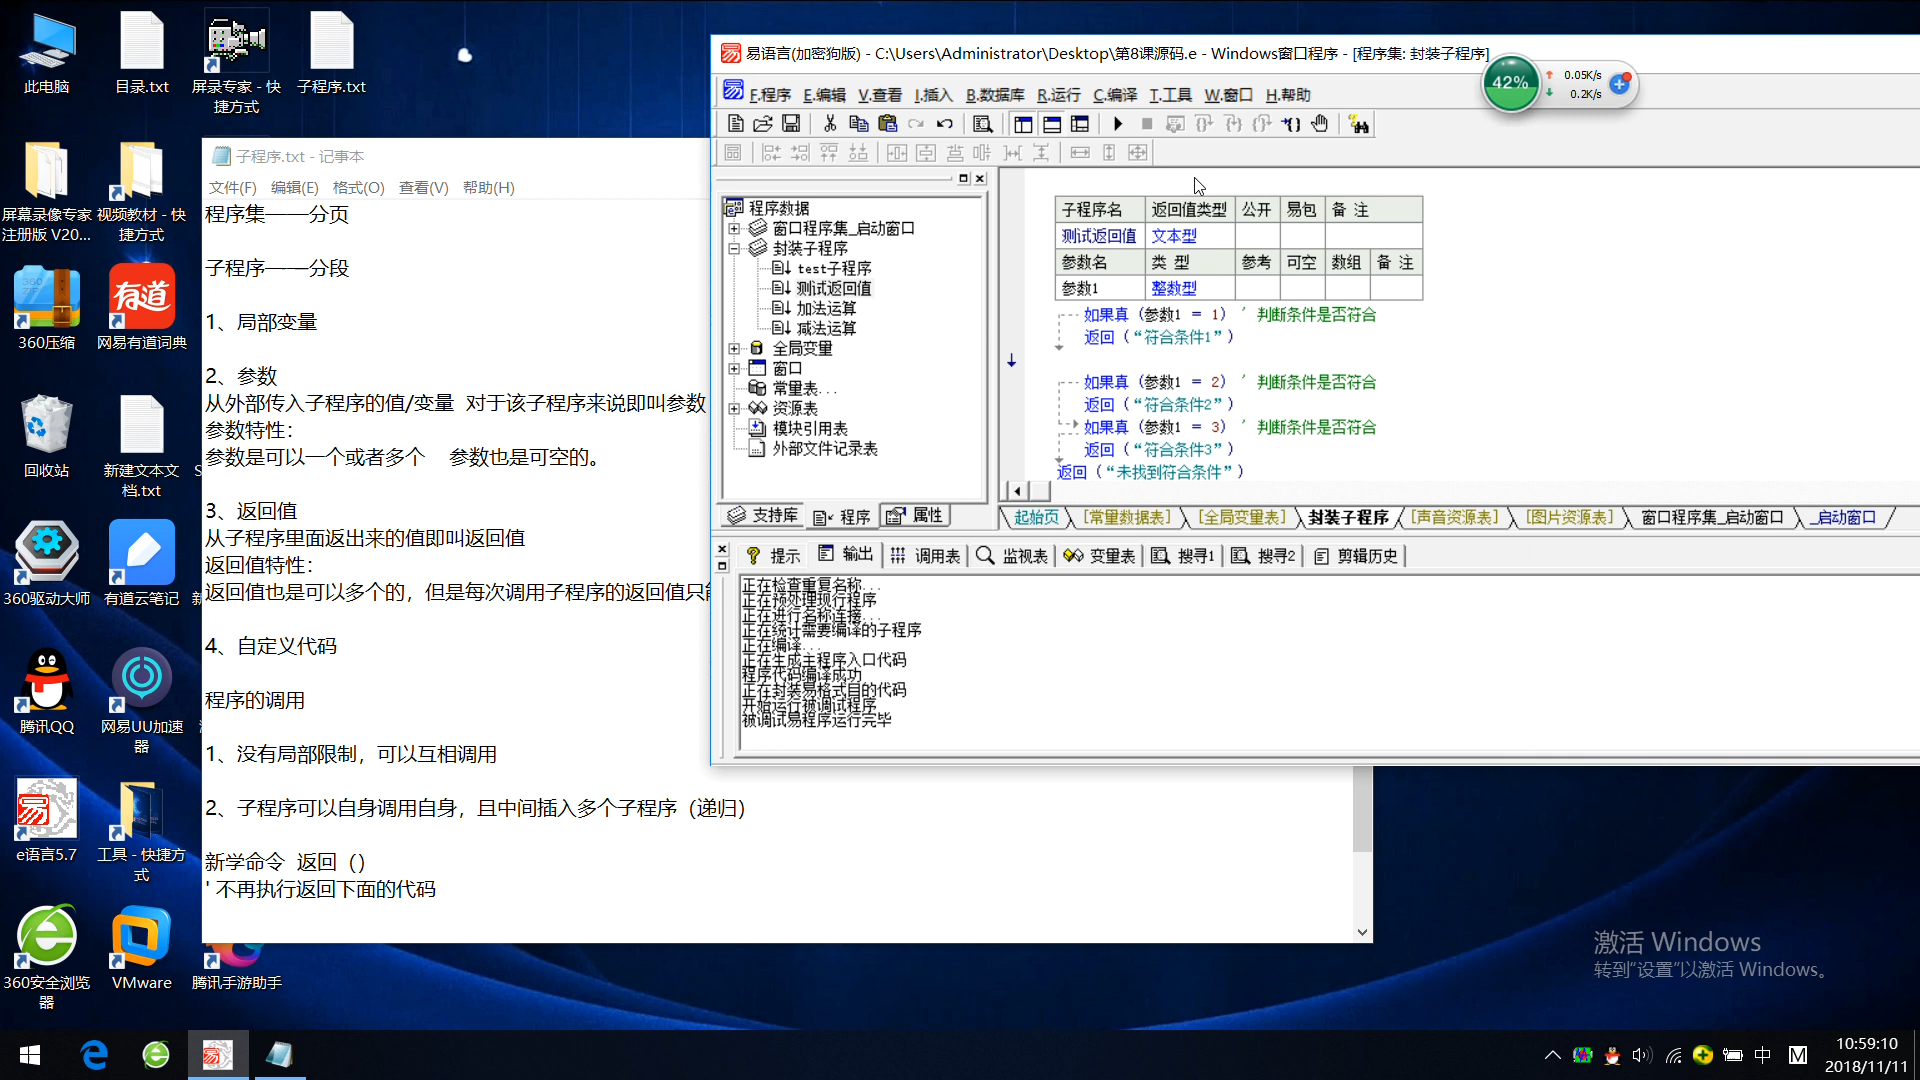 此电脑
目录.txt
屏录专家 - 快
捷方式
子程序.txt
屏幕录像专家
注册版 V20...
视频教材 - 快
捷方式
360压缩
网易有道词典
回收站
新建文本文
档.txt
360驱动大师
有道云笔记
腾讯QQ
网易UU加速
器
e语言5.7
工具 - 快捷方
式
360安全浏览
器
VMware
腾讯手游助手
子程序.txt - 记事本
文件(F) 编辑(E) 格式(O) 查看(V) 帮助(H)
程序集——分页
子程序——分段
1、局部变量
2、参数
从外部传入子程序的值/变量 对于该子程序来说即叫参数
参数特性:
参数是可以一个或者多个 参数也是可空的。
3、返回值
从子程序里面返出来的值即叫返回值
返回值特性:
返回值也是可以多个的，但是每次调用子程序的返回值只
4、自定义代码
程序的调用
1、没有局部限制，可以互相调用
2、子程序可以自身调用自身，且中间插入多个子程序（递归）
新学命令 返回（）
' 不再执行返回下面的代码
易语言(加密狗版) - C:\Users\Administrator\Desktop\第8课源码.e - Windows窗口程序 - [程序集: 封装子程序]
F.程序 E.编辑 V.查看 I.插入 B.数据库 R.运行 C.编译 T.工具 W.窗口 H.帮助
42%
0.05K/s
0.2K/s
程序数据
窗口程序集_启动窗口
封装子程序
test子程序
测试返回值
加法运算
减法运算
全局变量
窗口
常量表...
资源表
模块引用表
外部文件记录表
支持库 程序 属性
子程序名 返回值类型 公开 易包 备 注
测试返回值 文本型
参数名 类 型 参考 可空 数组 备 注
参数1 整数型
如果真 (参数1 = 1) ' 判断条件是否符合
返回 (“符合条件1”)
如果真 (参数1 = 2) ' 判断条件是否符合
返回 (“符合条件2”)
如果真 (参数1 = 3) ' 判断条件是否符合
返回 (“符合条件3”)
返回 (“未找到符合条件”)
起始页 [常量数据表] [全局变量表] 封装子程序 [声音资源表] [图片资源表] 窗口程序集_启动窗口 _启动窗口
提示 输出 调用表 监视表 变量表 搜寻1 搜寻2 剪辑历史
正在检查重复名称...
正在预处理现行程序
正在进行名称连接...
正在统计需要编译的子程序
正在编译...
正在生成主程序入口代码
程序代码编译成功
正在封装易格式目的代码
开始运行被调试程序
被调试易程序运行完毕
激活 Windows
转到“设置”以激活 Windows。
中
M
10:59:10
2018/11/11